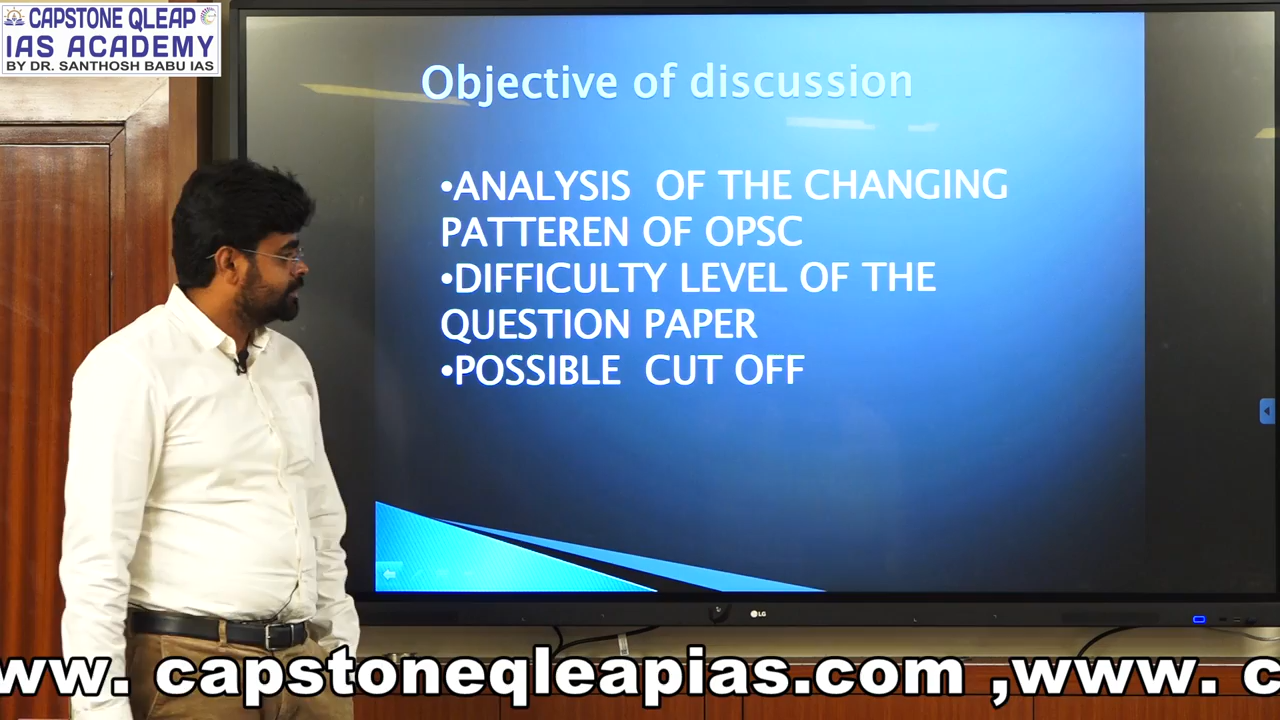 CAPSTONE QLEAP
IAS ACADEMY
BY DR. SANTHOSH BABU IAS
Objective of discussion
•ANALYSIS OF THE CHANGING
PATTEREN OF OPSC
•DIFFICULTY LEVEL OF THE
QUESTION PAPER
•POSSIBLE CUT OFF
LG
ww. capstoneqleapias.com ,www. c